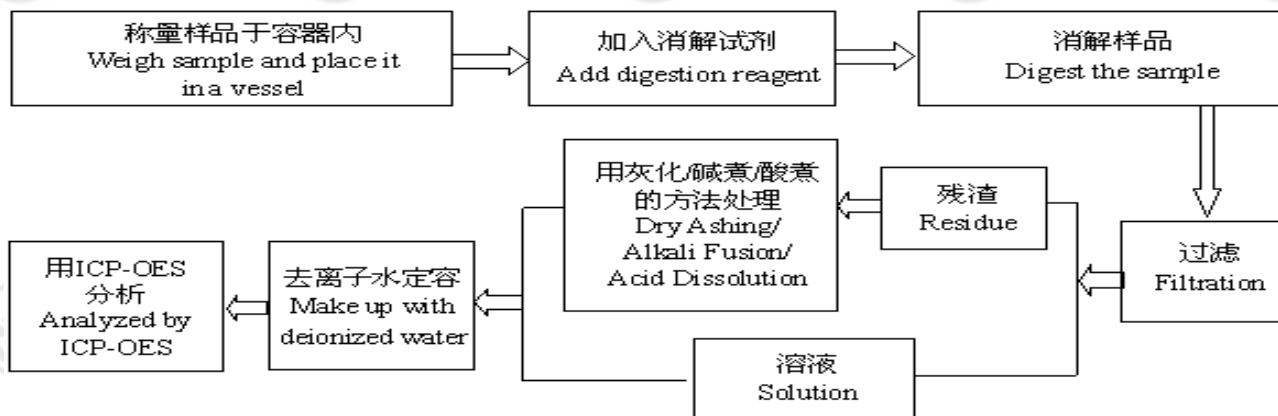 称量样品于容器内
Weigh sample and place it
in a vessel
加入消解试剂
Add digestion reagent
消解样品
Digest the sample
过滤
Filtration
残渣
Residue
溶液
Solution
用灰化/碱煮/酸煮
的方法处理
Dry Ashing/
Alkali Fusion/
Acid Dissolution
去离子水定容
Make up with
deionized water
用ICP-OES
分析
Analyzed by
ICP-OES